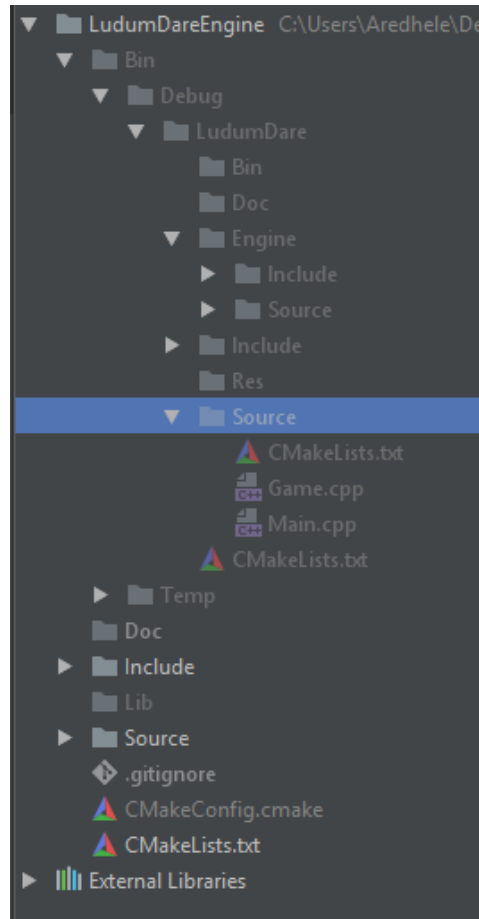 LudumDareEngine C:\Users\Aredhele\De
Bin
Debug
LudumDare
Bin
Doc
Engine
Include
Source
Include
Res
Source
CMakeLists.txt
Game.cpp
Main.cpp
CMakeLists.txt
Temp
Doc
Include
Lib
Source
.gitignore
CMakeConfig.cmake
CMakeLists.txt
External Libraries